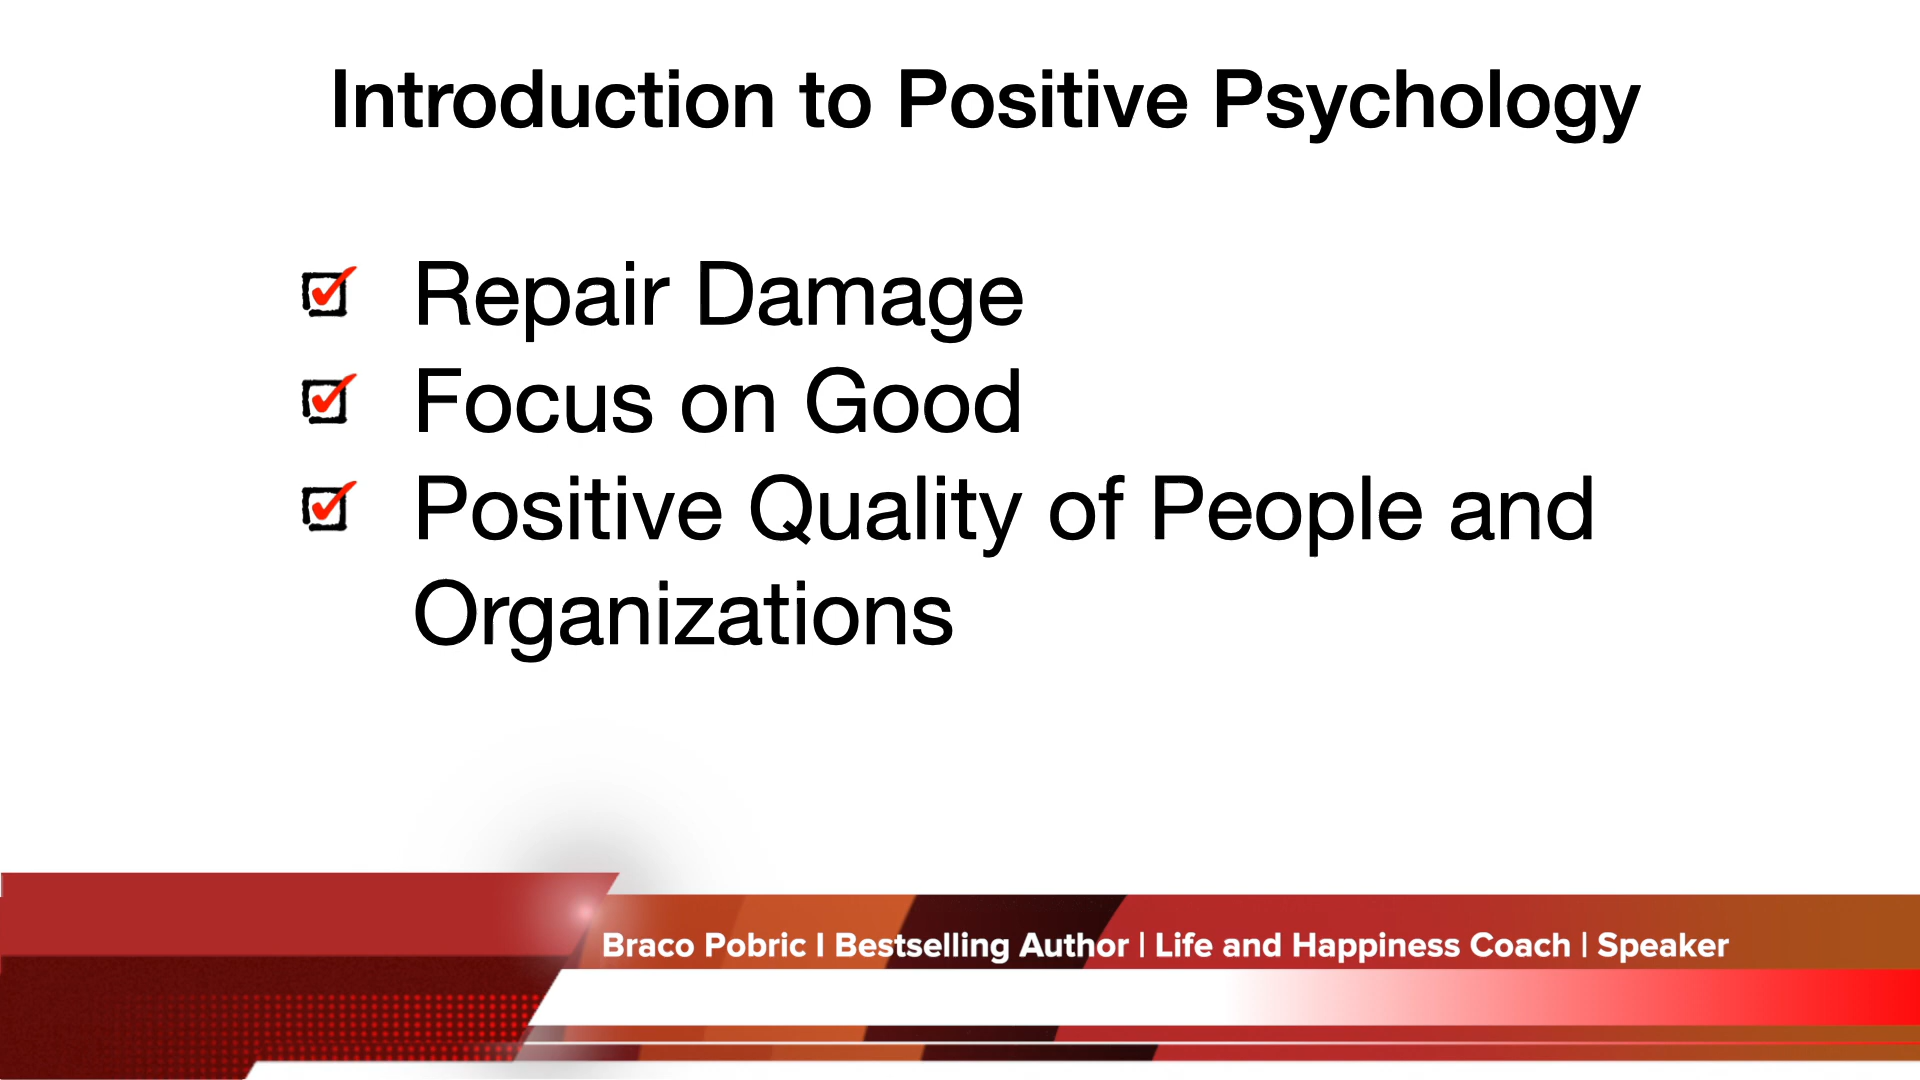 Introduction to Positive Psychology
Repair Damage
Focus on Good
Positive Quality of People and
Organizations
Braco Pobric I Bestselling Author | Life and Happiness Coach | Speaker